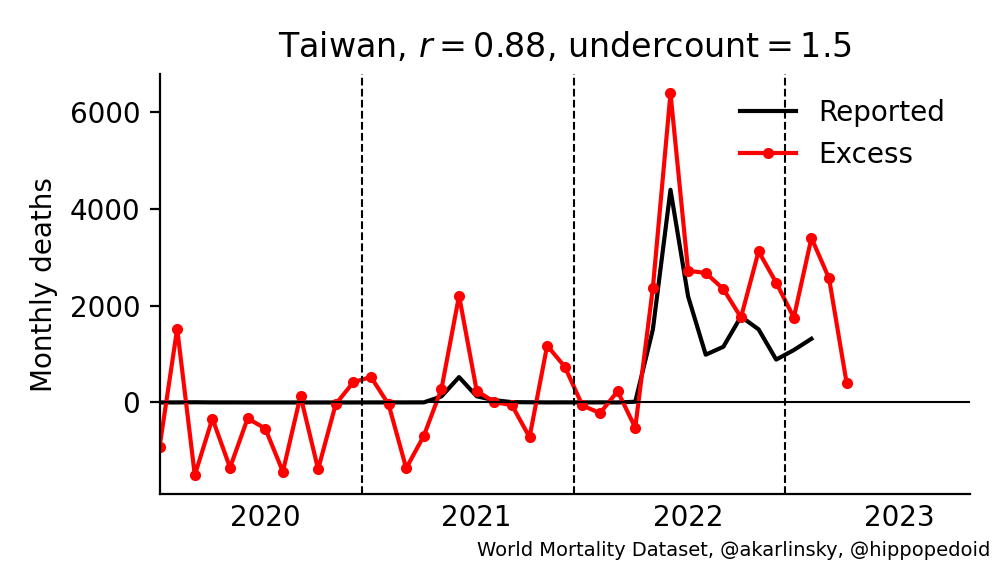 Taiwan, r = 0.88, undercount = 1.5
Monthly deaths
6000
4000
2000
0
Reported
Excess
2020 2021 2022 2023
World Mortality Dataset, @akarlinsky, @hippopedoid